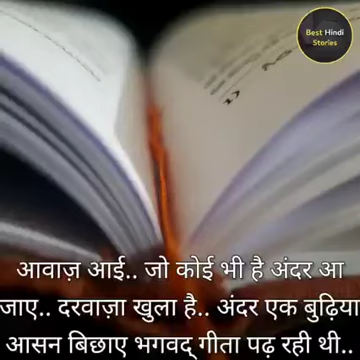 Best Hindi
Stories
आवाज़ आई.. जो कोई भी है अंदर आ
जाए.. दरवाज़ा खुला है.. अंदर एक बुढ़िया
आसन बिछाए भगवद् गीता पढ़ रही थी..